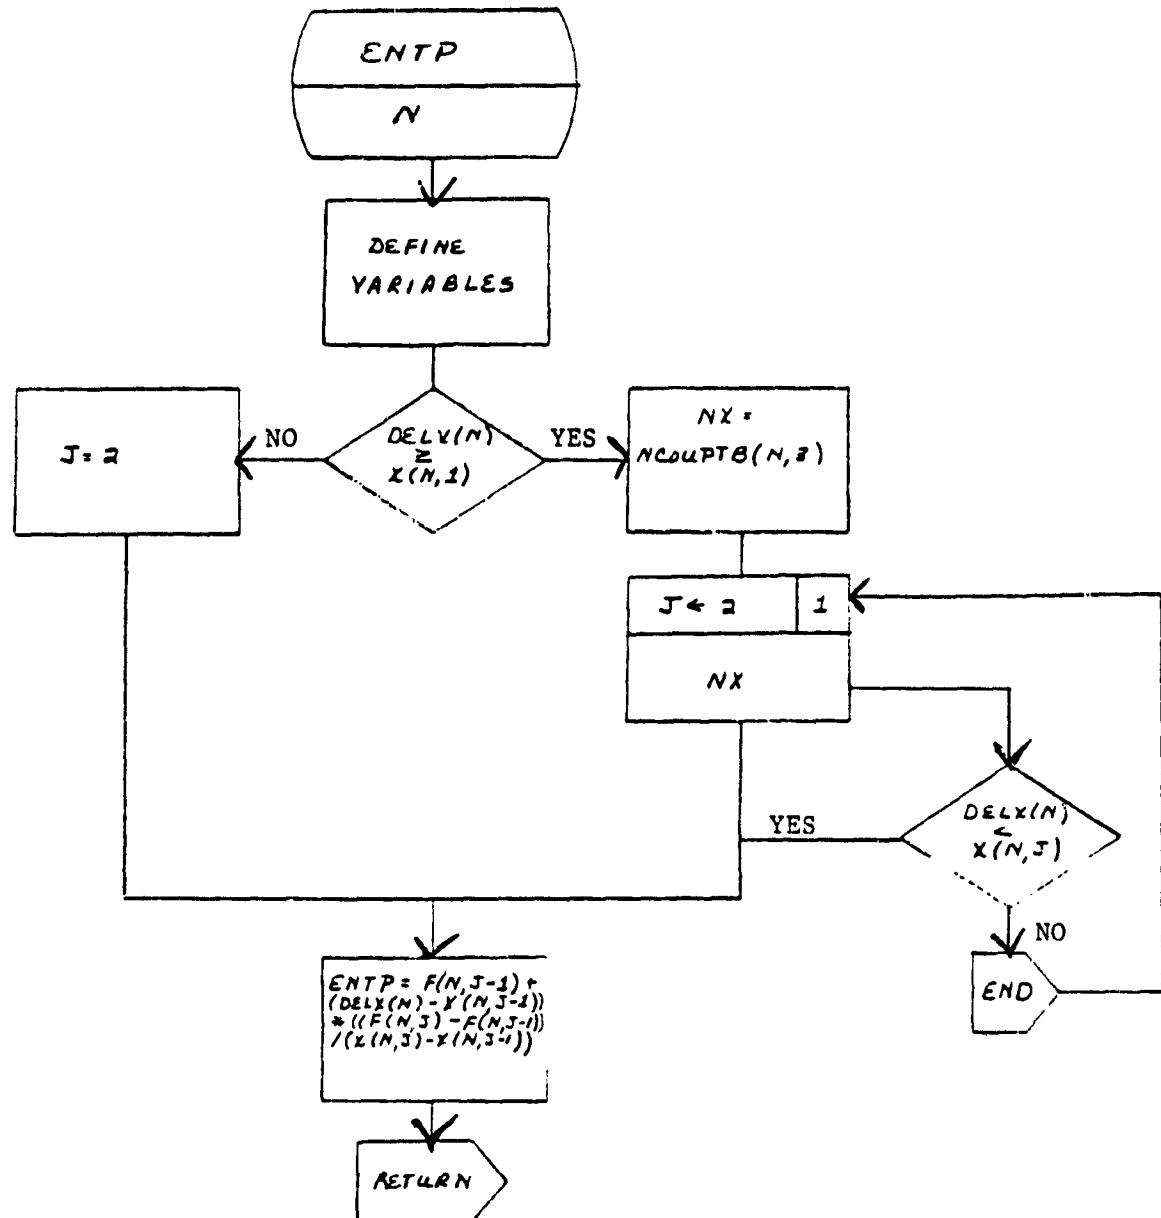 ENTP
N
DEFINE
VARIABLES
DELX(N)
≥
X(N,1)
NO
YES
J=2
NX =
NCOUPTB(N,3)
J ← 2
1
NX
DELX(N)
<
X(N,J)
YES
NO
END
ENTP = F(N,J-1) +
(DELX(N) - X(N,J-1))
* ((F(N,J) - F(N,J-1))
/(X(N,J)-X(N,J-1))
RETURN